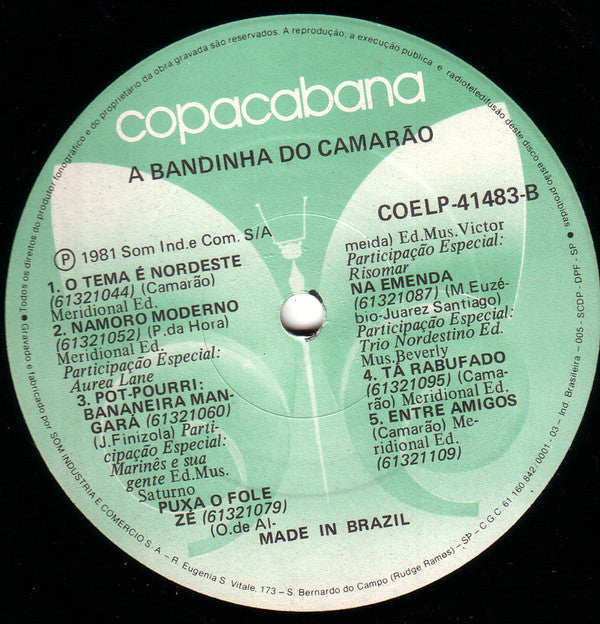 copacabana
A BANDINHA DO CAMARÃO
COELP-41483-B
Ⓟ 1981 Som Ind.e Com. S/A
1. O TEMA É NORDESTE
(61321044) (Camarão)
Meridional Ed.
2. NAMORO MODERNO
(61321052) (P.da Hora)
Meridional Ed.
Participação Especial:
Aurea Lane
3. POT-POURRI:
BANANEIRA MAN-
GARÁ (61321060)
(J.Finizola) Parti-
cipação Especial:
Marinês e sua
gente Ed.Mus.
Saturno
PUXA O FOLE
ZÉ (61321079)
(O.de Al-
meida) Ed.Mus.Victor
Participação Especial:
Risomar
NA EMENDA
(61321087) (M.Euzé-
bio-Juarez Santiago)
Participação Especial:
Trio Nordestino Ed.
Mus.Beverly
4. TÁ RABUFADO
(61321095) (Cama-
rão) Meridional Ed.
5. ENTRE AMIGOS
(Camarão) Me-
ridional Ed.
(61321109)
MADE IN BRAZIL
● Todos os direitos do produtor fonográfico e do proprietário da obra gravada são reservados. A reprodução, a execução pública e radioteledifusão deste disco estão proibidas ●
Gravado e fabricado por SOM INDUSTRIA E COMERCIO S.A – R. Eugenia S. Vitale, 173 – S. Bernardo do Campo (Rudge Ramos) – SP – C.G.C 61.160.842/0001-03 - Ind. Brasileira – 005 - SCDP - DPF - SP